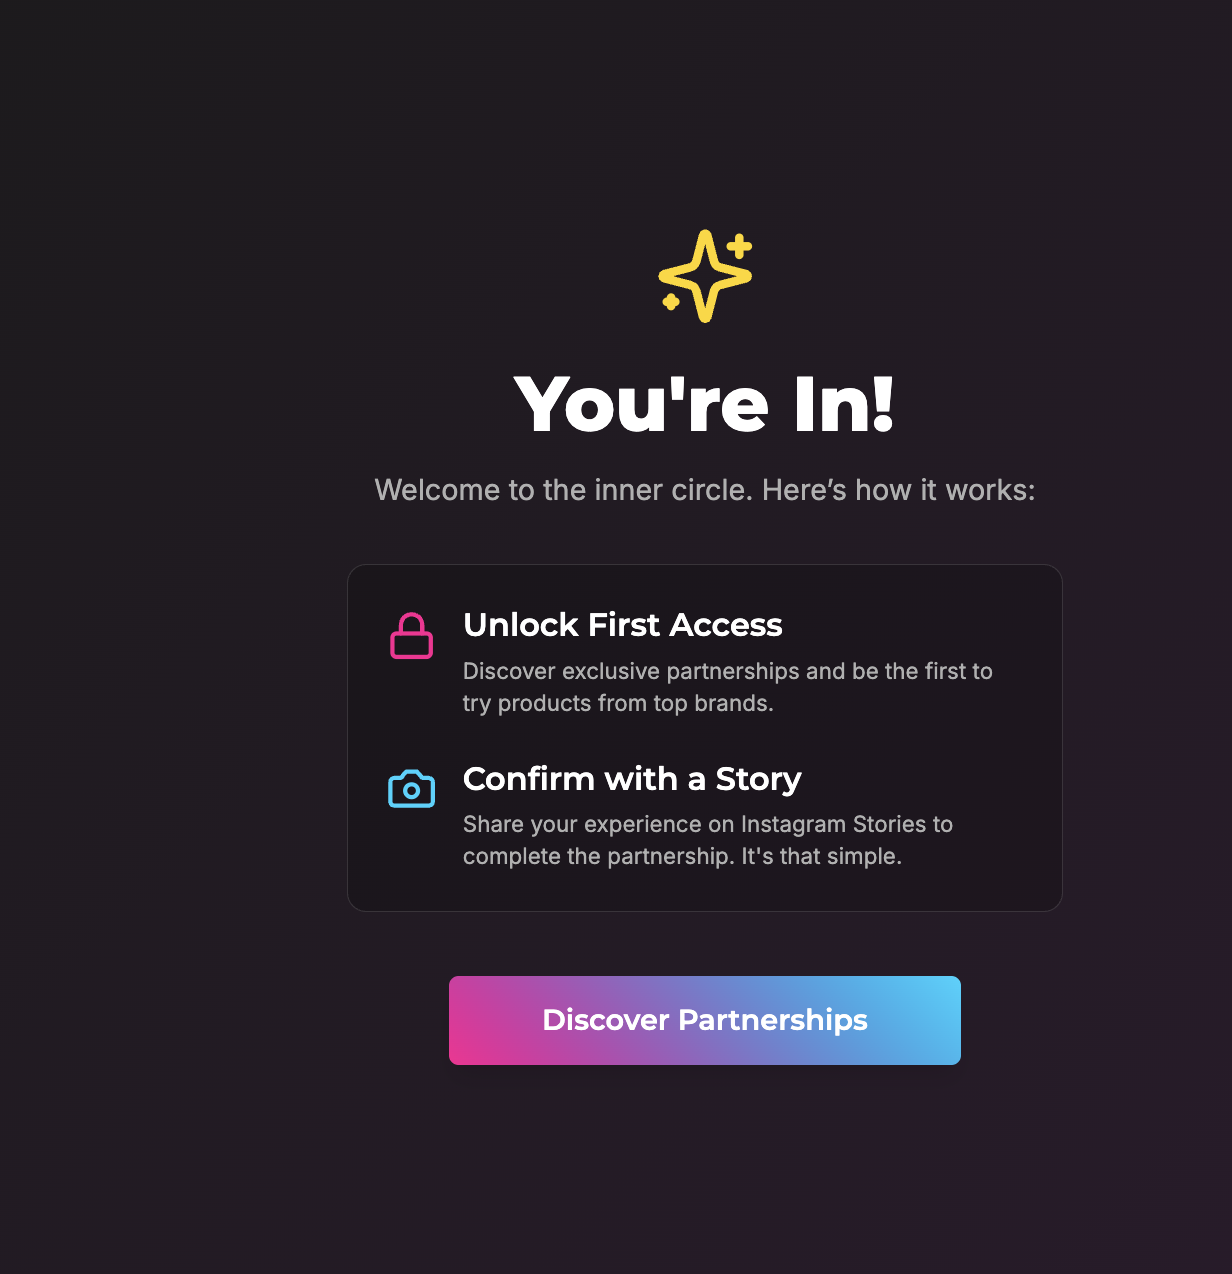 You're In!
Welcome to the inner circle. Here’s how it works:
Unlock First Access
Discover exclusive partnerships and be the first to
try products from top brands.
Confirm with a Story
Share your experience on Instagram Stories to
complete the partnership. It's that simple.
Discover Partnerships